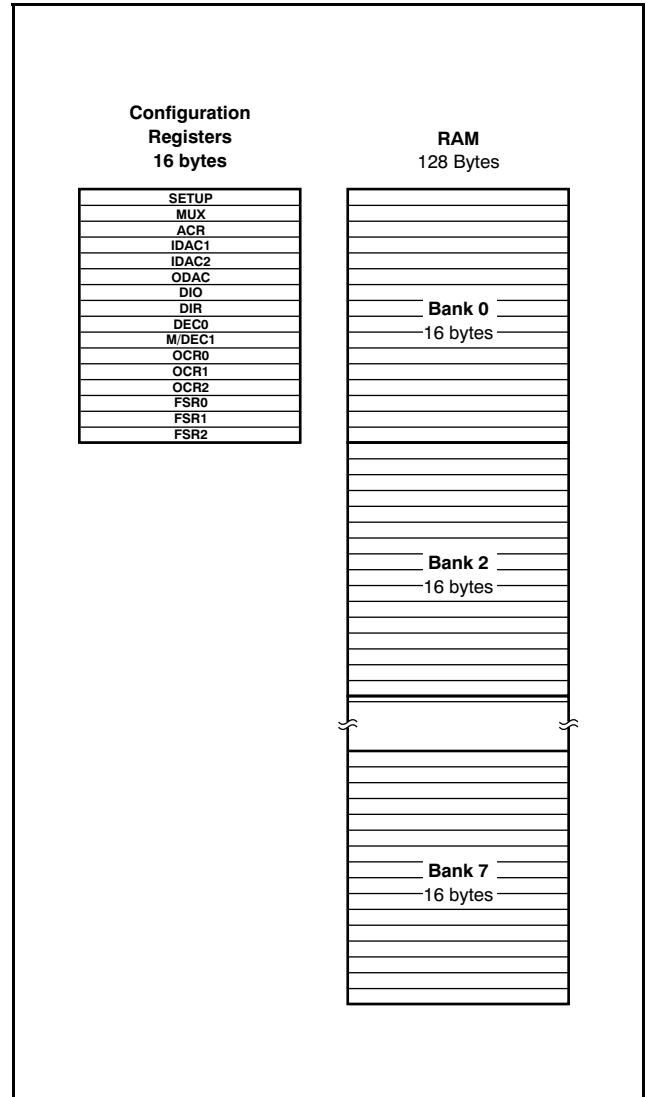 Configuration
Registers
16 bytes
SETUP
MUX
ACR
IDAC1
IDAC2
ODAC
DIO
DIR
DEC0
M/DEC1
OCR0
OCR1
OCR2
FSR0
FSR1
FSR2
RAM
128 Bytes
Bank 0
16 bytes
Bank 2
16 bytes
Bank 7
16 bytes